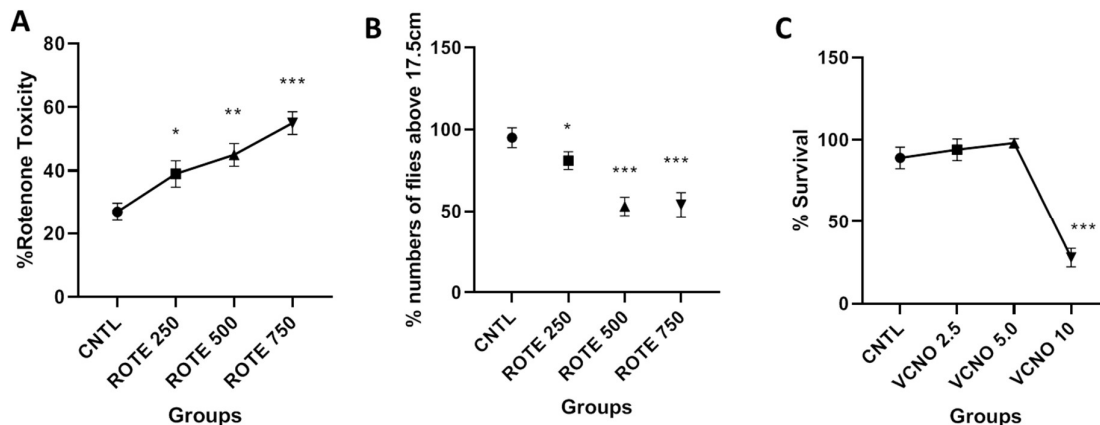 A
%Rotenone Toxicity
80
60
40
20
0
*
**
***
CNTL
ROTE 250
ROTE 500
ROTE 750
Groups
B
% numbers of flies above 17.5cm
150
100
50
0
*
***
***
CNTL
ROTE 250
ROTE 500
ROTE 750
Groups
C
% Survival
150
100
50
0
***
CNTL
VCNO 2.5
VCNO 5.0
VCNO 10
Groups